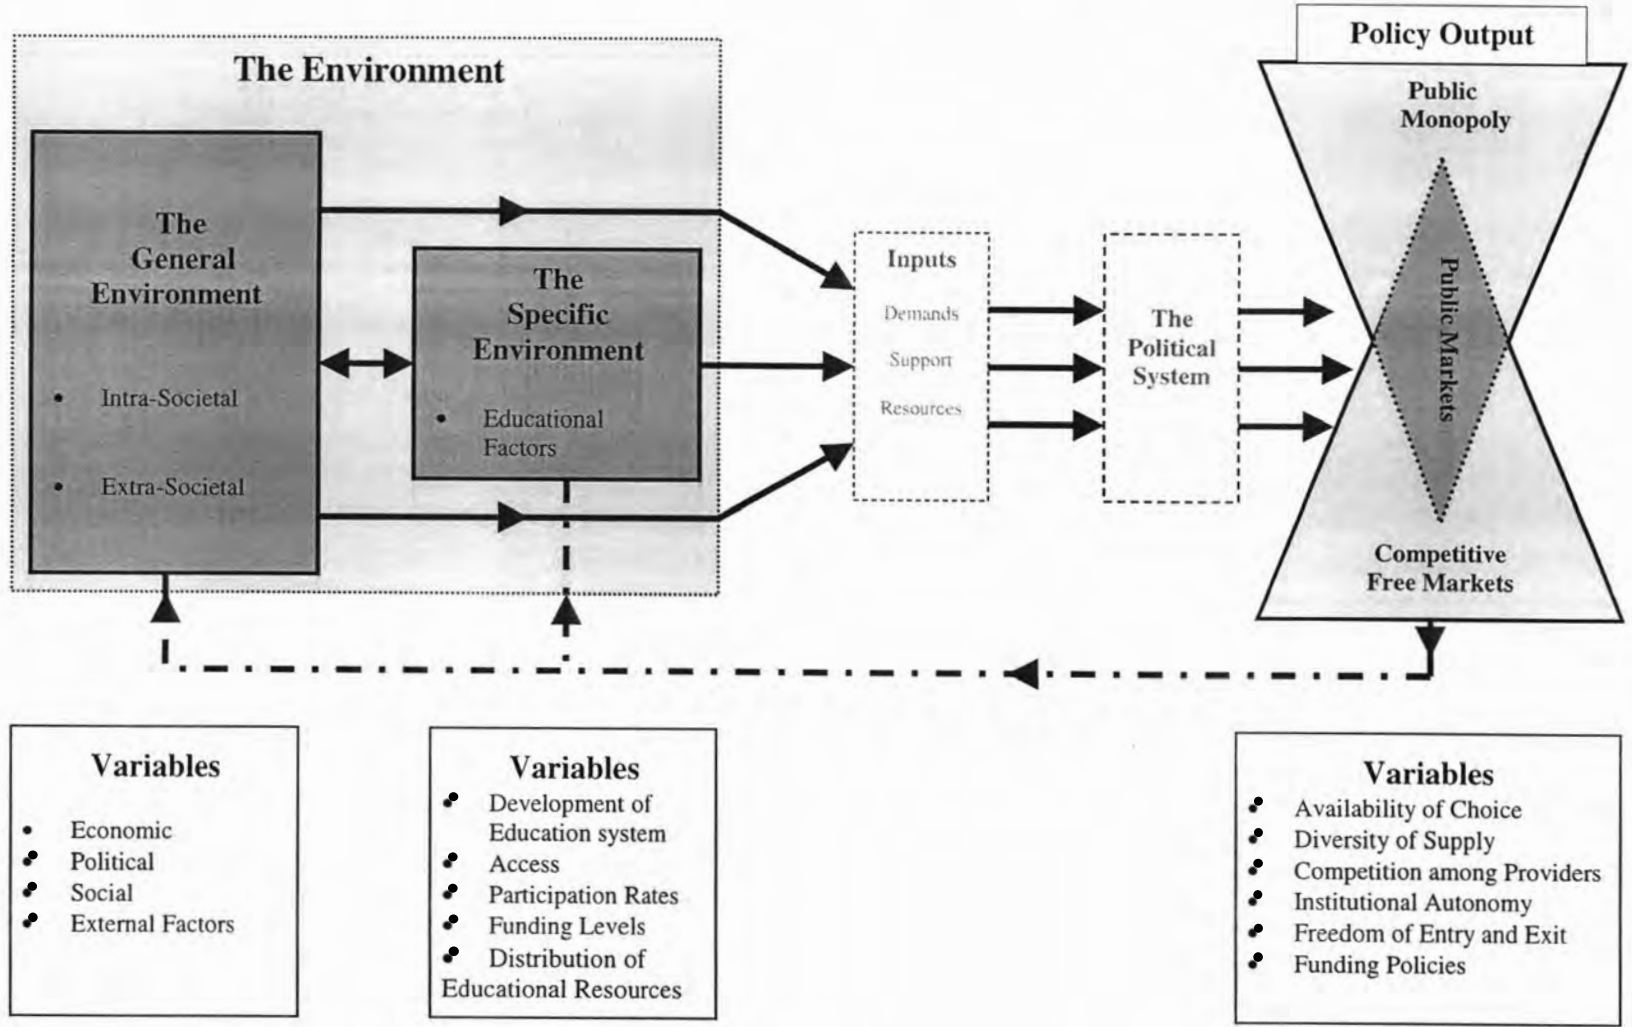 The Environment
The
General
Environment
• Intra-Societal
• Extra-Societal
The
Specific
Environment
• Educational
Factors
Inputs
Demands
Support
Resources
The
Political
System
Policy Output
Public
Monopoly
Public Markets
Competitive
Free Markets
Variables
• Economic
• Political
• Social
• External Factors
Variables
• Development of
Education system
• Access
• Participation Rates
• Funding Levels
• Distribution of
Educational Resources
Variables
• Availability of Choice
• Diversity of Supply
• Competition among Providers
• Institutional Autonomy
• Freedom of Entry and Exit
• Funding Policies